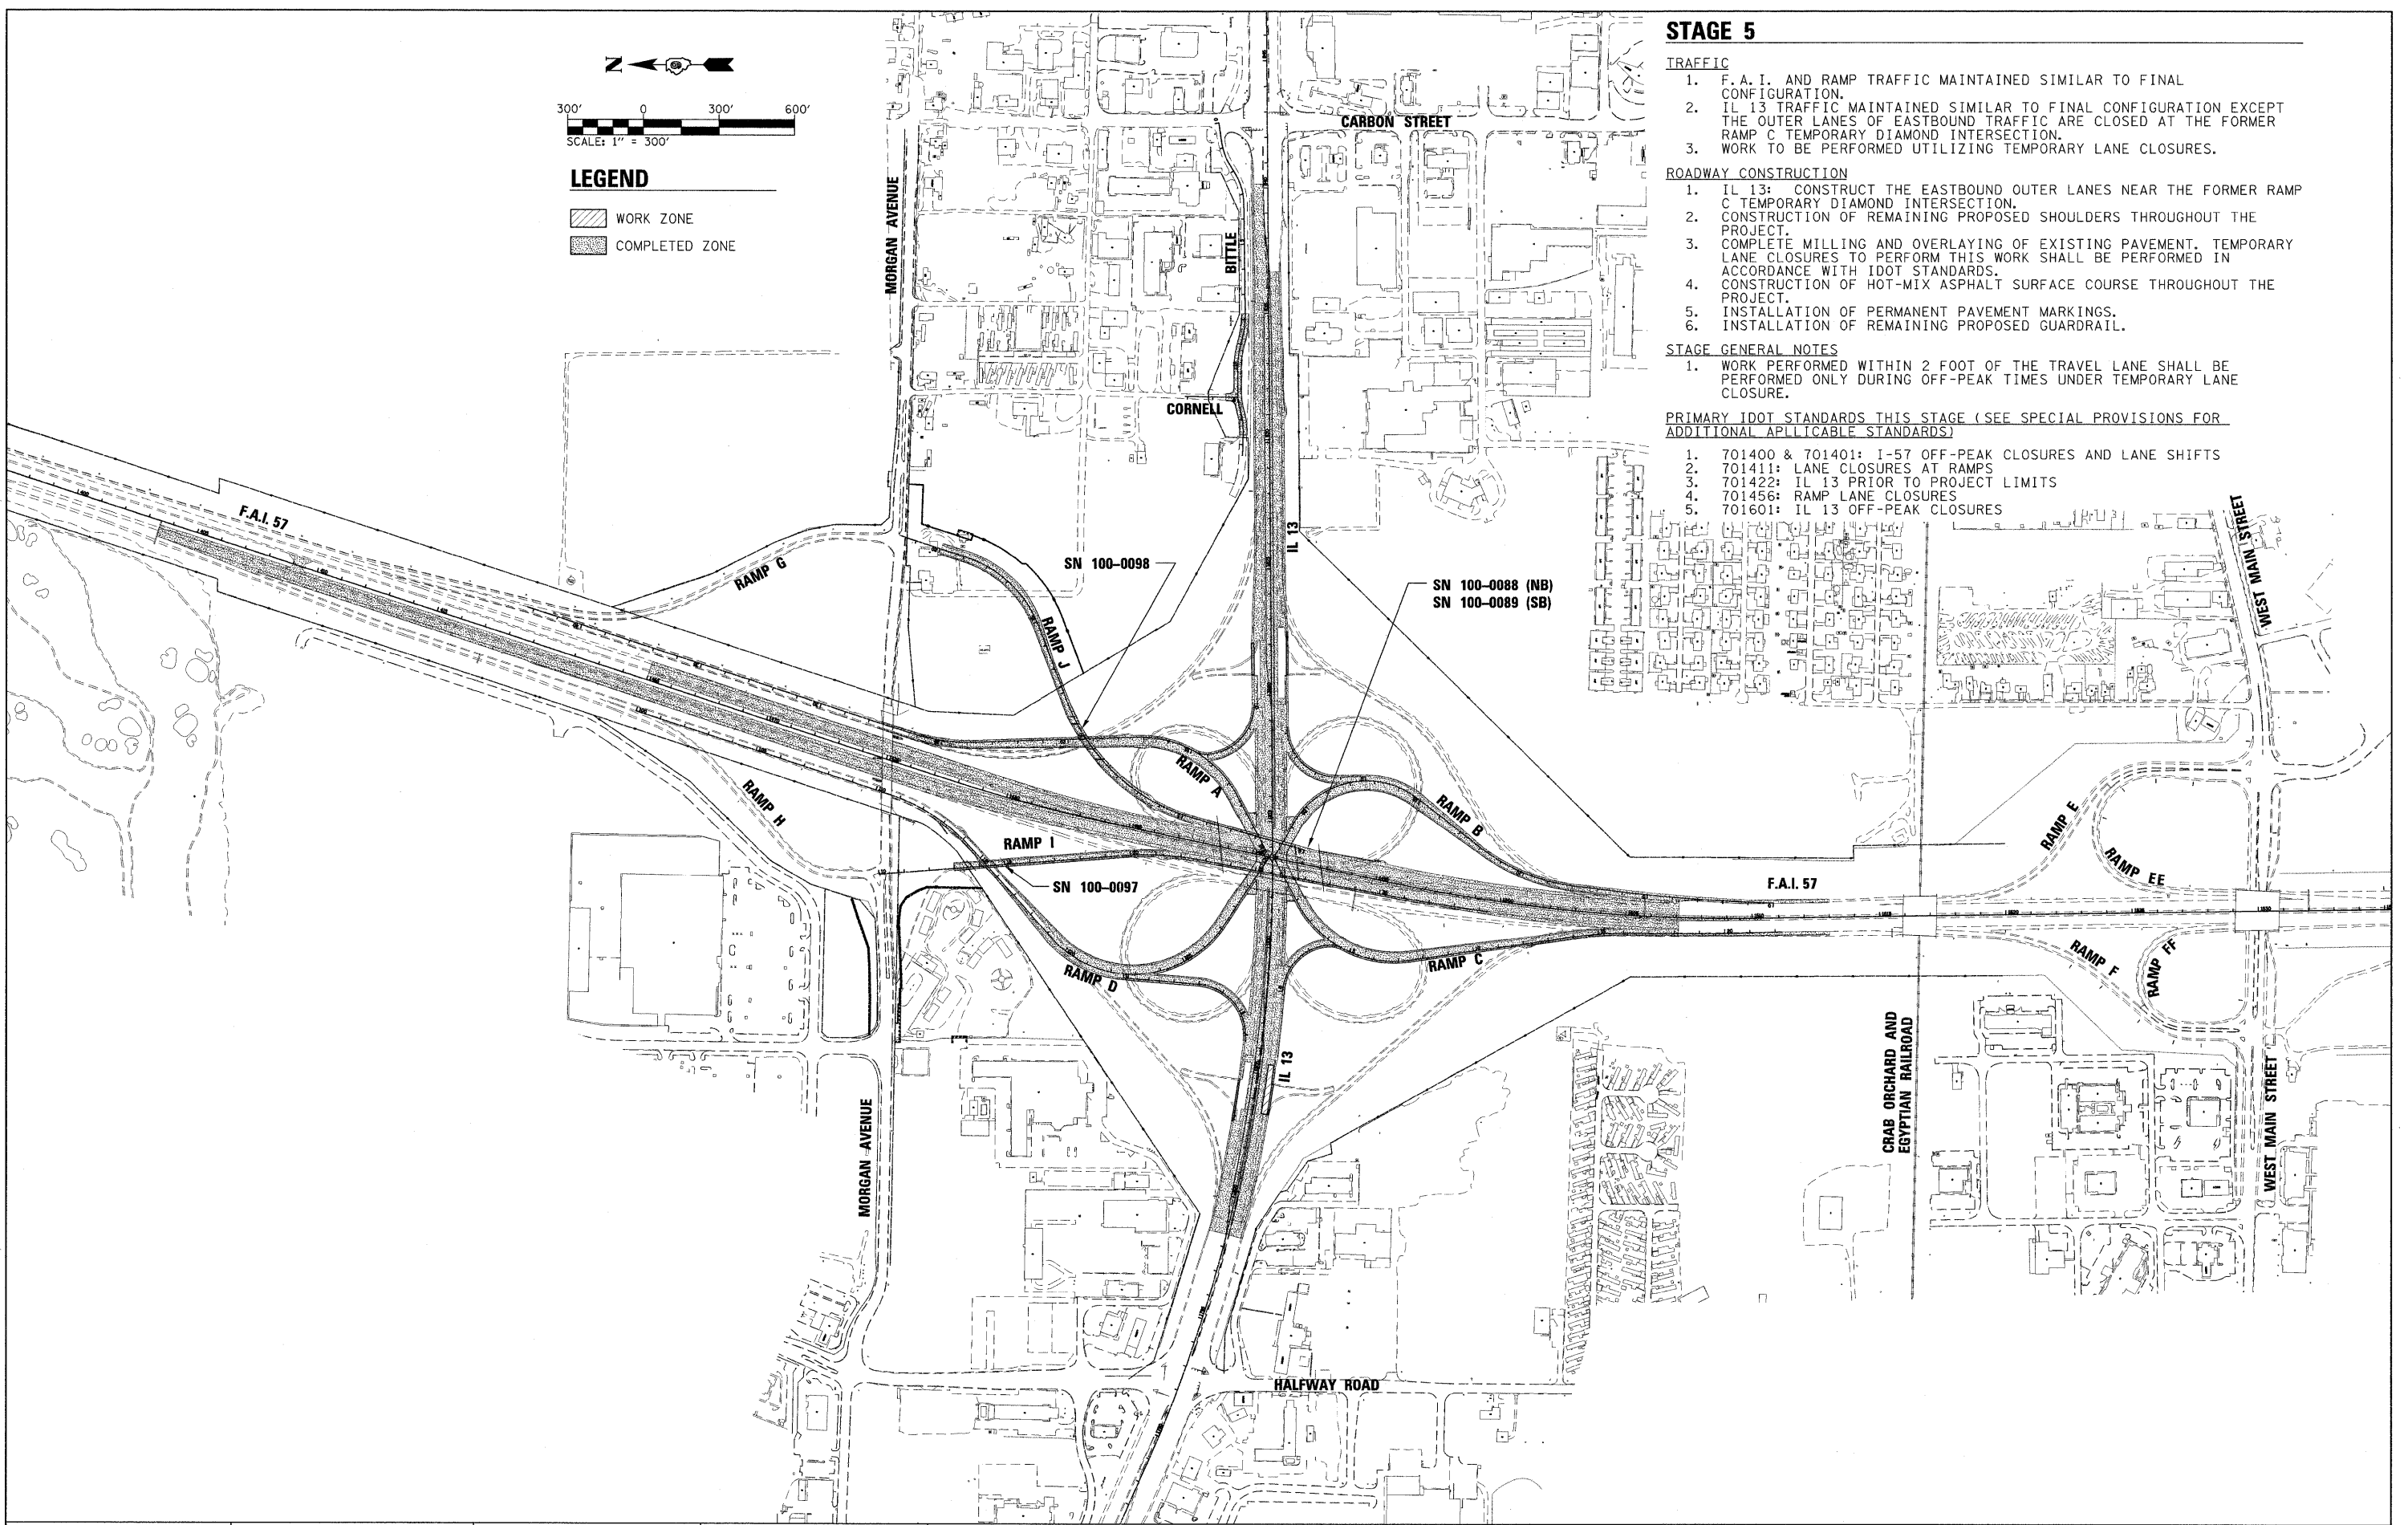 STAGE 5
TRAFFIC
1. F.A.I. AND RAMP TRAFFIC MAINTAINED SIMILAR TO FINAL
CONFIGURATION.
2. IL 13 TRAFFIC MAINTAINED SIMILAR TO FINAL CONFIGURATION EXCEPT
THE OUTER LANES OF EASTBOUND TRAFFIC ARE CLOSED AT THE FORMER
RAMP C TEMPORARY DIAMOND INTERSECTION.
3. WORK TO BE PERFORMED UTILIZING TEMPORARY LANE CLOSURES.
ROADWAY CONSTRUCTION
1. IL 13: CONSTRUCT THE EASTBOUND OUTER LANES NEAR THE FORMER RAMP
C TEMPORARY DIAMOND INTERSECTION.
2. CONSTRUCTION OF REMAINING PROPOSED SHOULDERS THROUGHOUT THE
PROJECT.
3. COMPLETE MILLING AND OVERLAYING OF EXISTING PAVEMENT. TEMPORARY
LANE CLOSURES TO PERFORM THIS WORK SHALL BE PERFORMED IN
ACCORDANCE WITH IDOT STANDARDS.
4. CONSTRUCTION OF HOT-MIX ASPHALT SURFACE COURSE THROUGHOUT THE
PROJECT.
5. INSTALLATION OF PERMANENT PAVEMENT MARKINGS.
6. INSTALLATION OF REMAINING PROPOSED GUARDRAIL.
STAGE GENERAL NOTES
1. WORK PERFORMED WITHIN 2 FOOT OF THE TRAVEL LANE SHALL BE
PERFORMED ONLY DURING OFF-PEAK TIMES UNDER TEMPORARY LANE
CLOSURE.
PRIMARY IDOT STANDARDS THIS STAGE (SEE SPECIAL PROVISIONS FOR
ADDITIONAL APLLICABLE STANDARDS)
1. 701400 & 701401: I-57 OFF-PEAK CLOSURES AND LANE SHIFTS
2. 701411: LANE CLOSURES AT RAMPS
3. 701422: IL 13 PRIOR TO PROJECT LIMITS
4. 701456: RAMP LANE CLOSURES
5. 701601: IL 13 OFF-PEAK CLOSURES
N
300' 0 300' 600'
SCALE: 1" = 300'
LEGEND
WORK ZONE
COMPLETED ZONE
MORGAN AVENUE
CARBON STREET
BITTLE
CORNELL
F.A.I. 57
RAMP G
SN 100-0098
IL 13
RAMP J
SN 100-0088 (NB)
SN 100-0089 (SB)
WEST MAIN STREET
RAMP A
RAMP H
RAMP B
RAMP E
RAMP I
RAMP EE
SN 100-0097
F.A.I. 57
RAMP C
RAMP D
RAMP F
RAMP FF
IL 13
CRAB ORCHARD AND
EGYPTIAN RAILROAD
MORGAN AVENUE
WEST MAIN STREET
HALFWAY ROAD